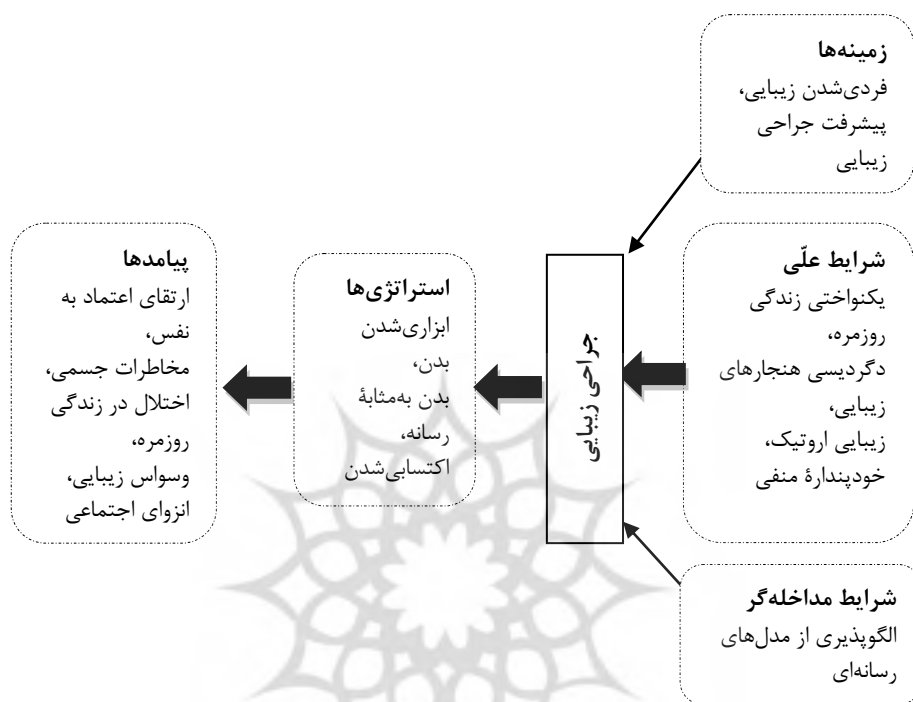 زمینه‌ها
فردی‌شدن زیبایی،
پیشرفت جراحی
زیبایی
شرایط علّی
یکنواختی زندگی
روزمره،
دگردیسی هنجارهای
زیبایی،
زیبایی اروتیک،
خودپندارهٔ منفی
شرایط مداخله‌گر
الگوپذیری از مدل‌های
رسانه‌ای
جراحی زیبایی
استراتژی‌ها
ابزاری‌شدن
بدن،
بدن به‌مثابهٔ
رسانه،
اکتسابی‌شدن
پیامدها
ارتقای اعتماد به
نفس،
مخاطرات جسمی،
اختلال در زندگی
روزمره،
وسواس زیبایی،
انزوای اجتماعی